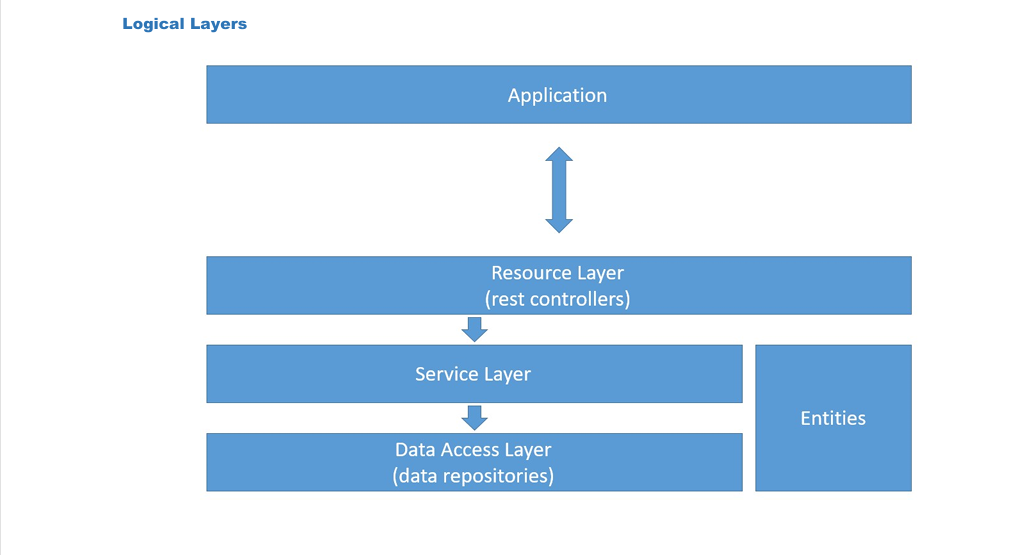 Logical Layers
Application
Resource Layer
(rest controllers)
Service Layer
Entities
Data Access Layer
(data repositories)